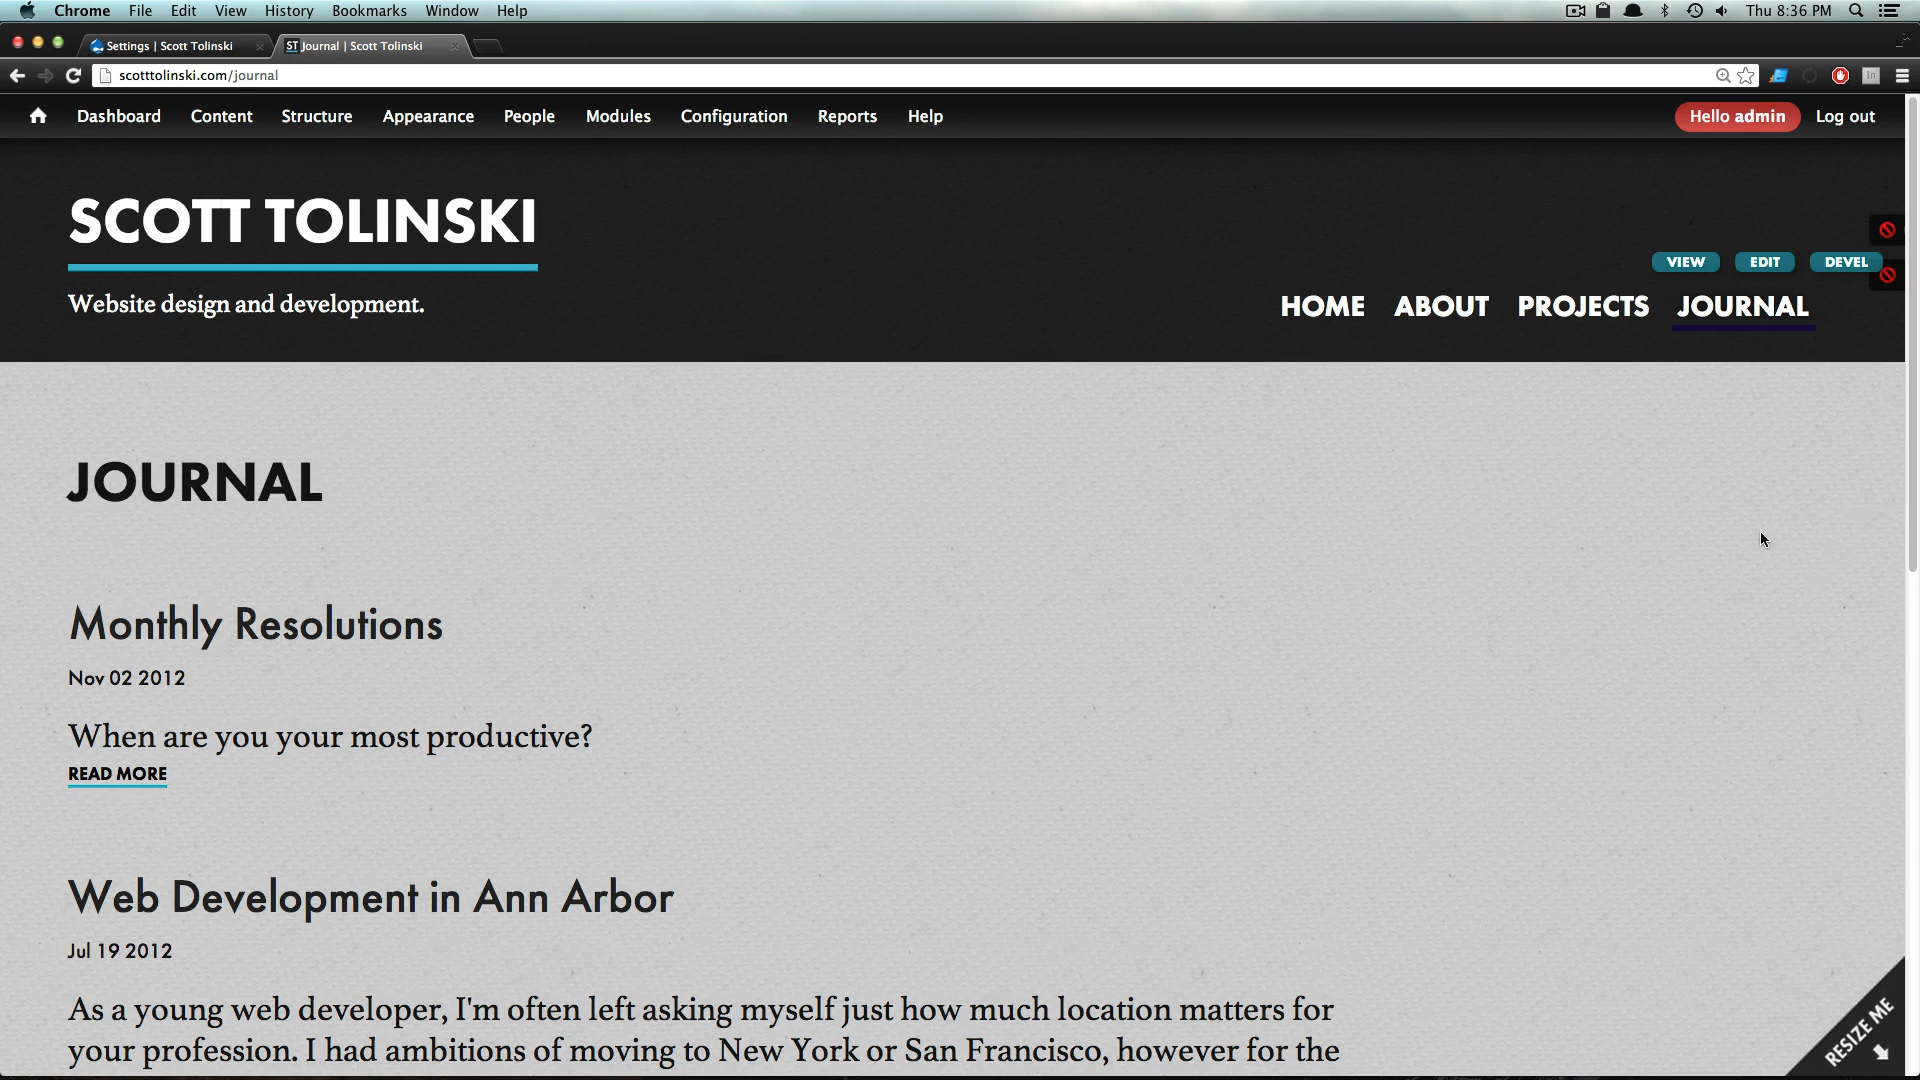 Chrome File Edit View History Bookmarks Window Help Thu 8:36 PM
Settings | Scott Tolinski ST Journal | Scott Tolinski
scotttolinski.com/journal In
Dashboard Content Structure Appearance People Modules Configuration Reports Help Hello admin Log out
SCOTT TOLINSKI
Website design and development.
VIEW EDIT DEVEL
HOME ABOUT PROJECTS JOURNAL
JOURNAL
Monthly Resolutions
Nov 02 2012
When are you your most productive?
READ MORE
Web Development in Ann Arbor
Jul 19 2012
As a young web developer, I'm often left asking myself just how much location matters for
your profession. I had ambitions of moving to New York or San Francisco, however for the
RESIZE ME